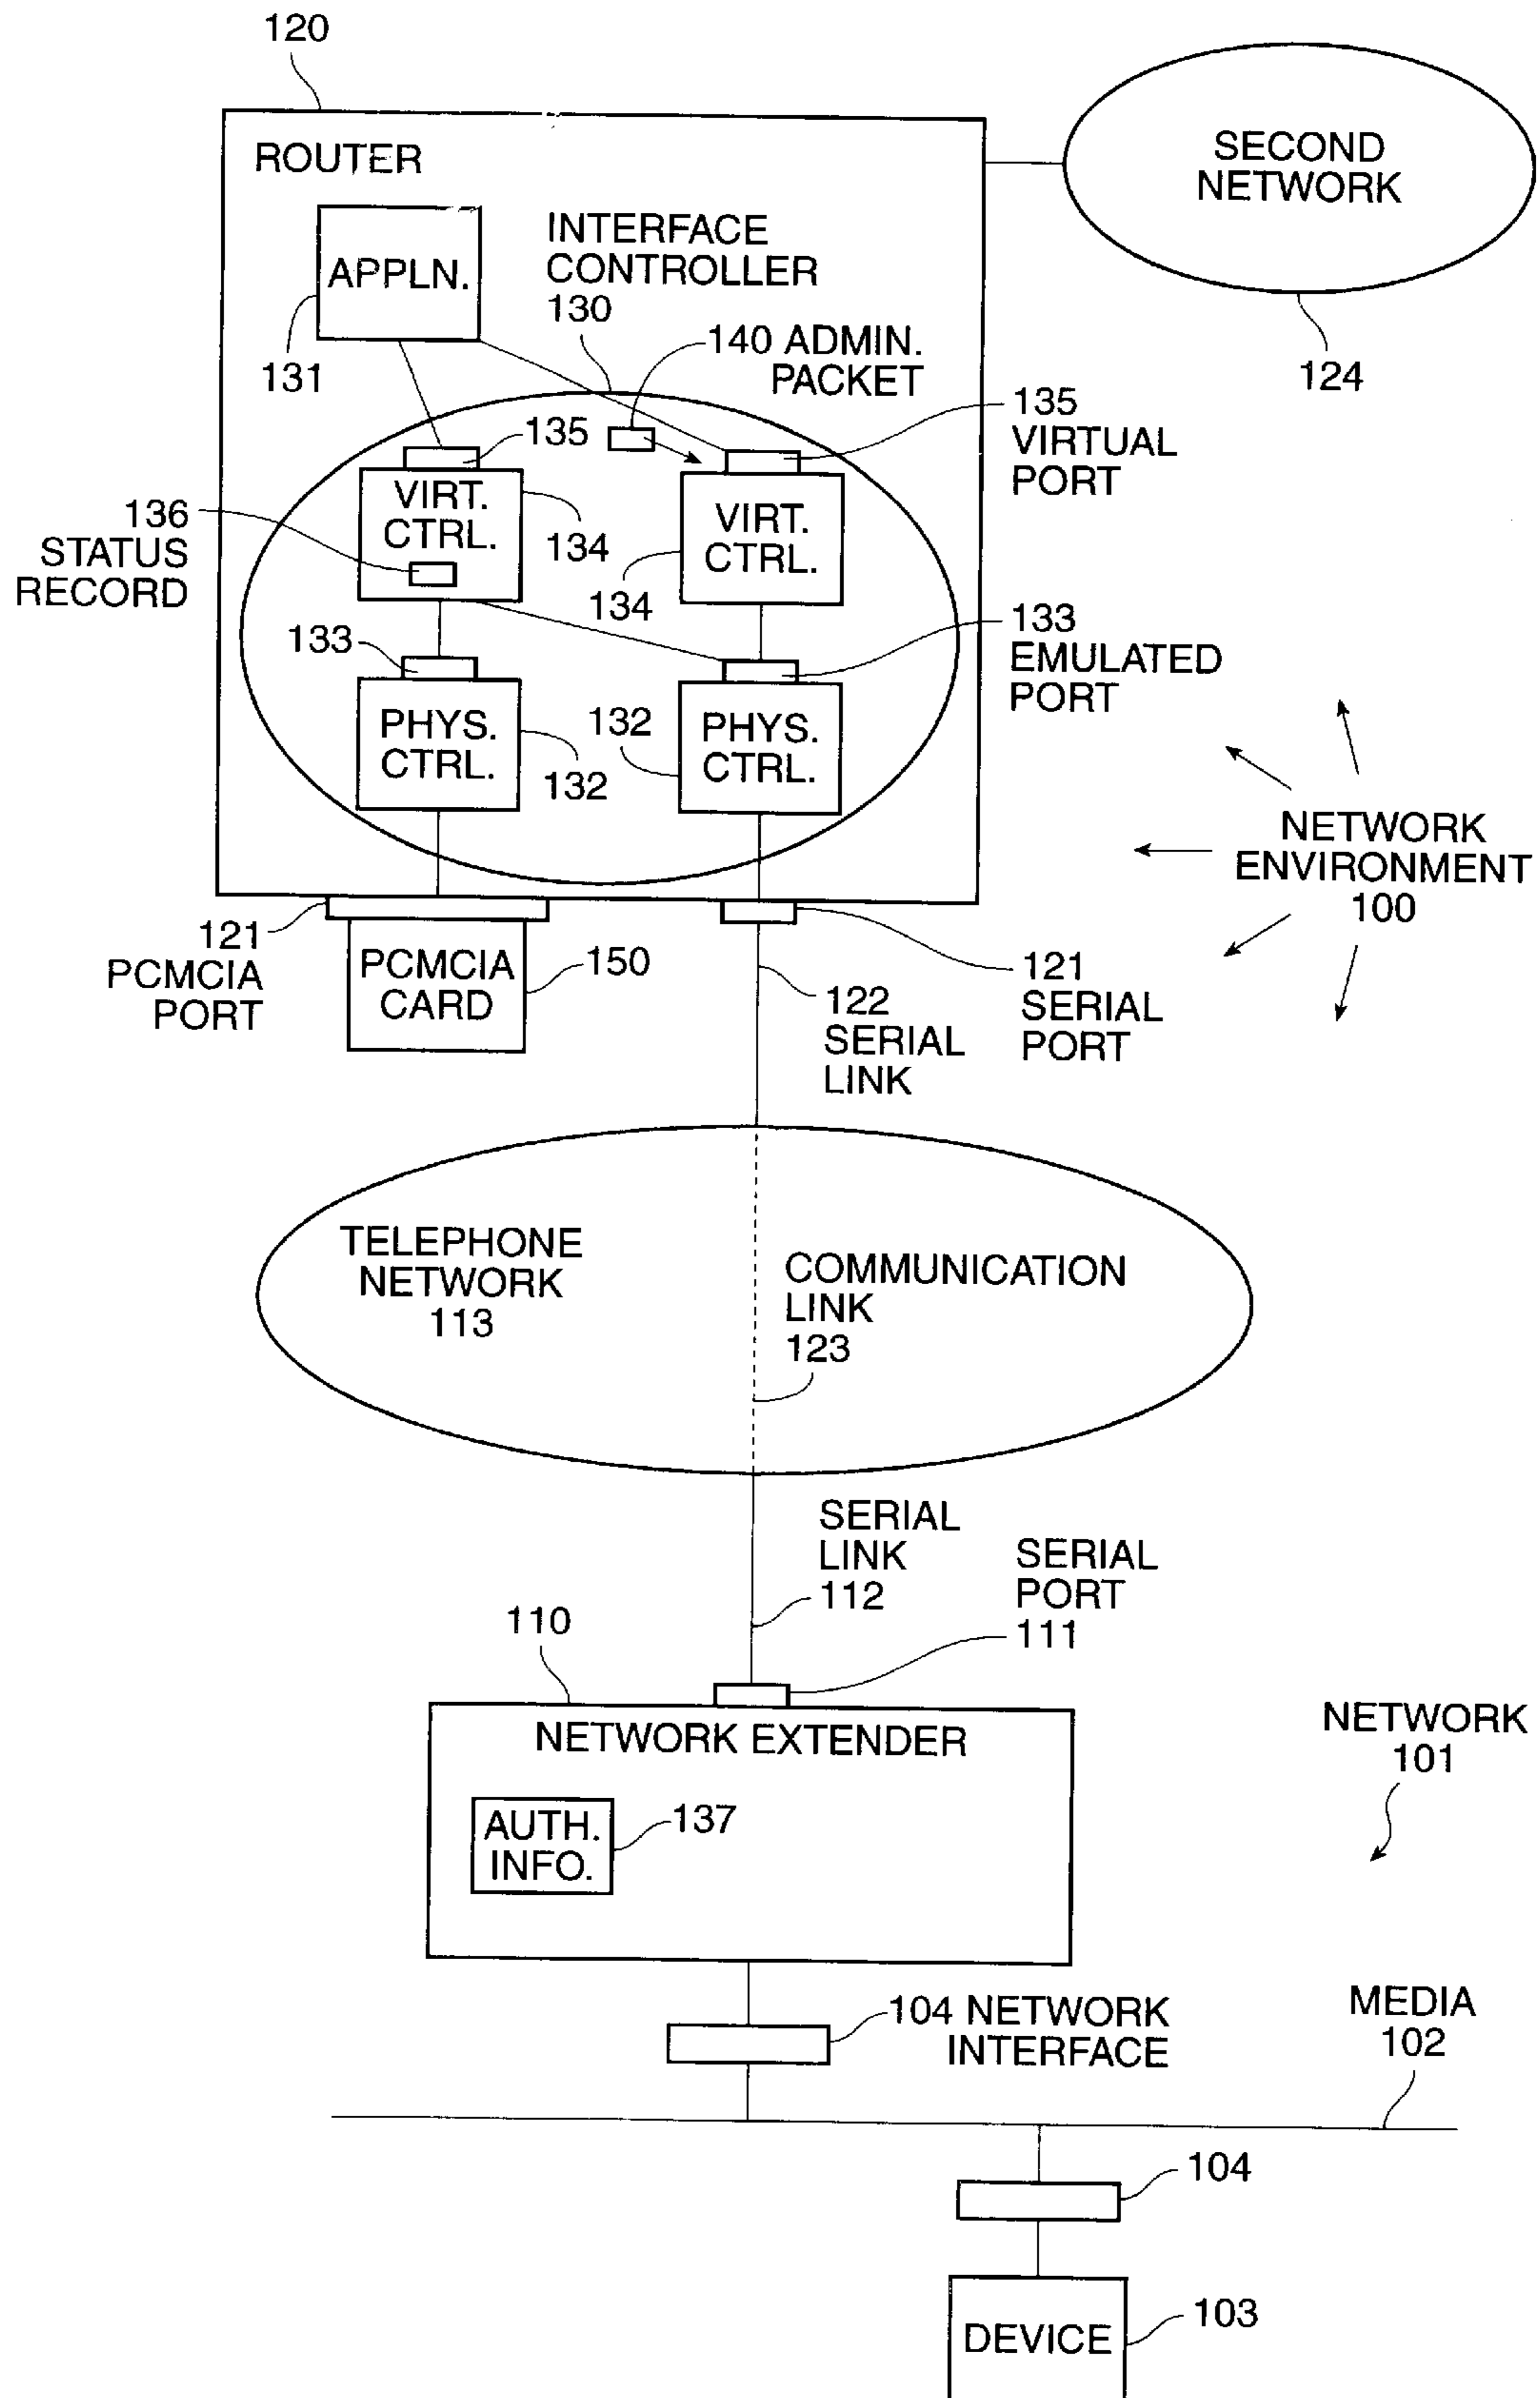 120
ROUTER
SECOND
NETWORK
124
APPLN.
131
INTERFACE
CONTROLLER
130
140 ADMIN.
PACKET
135
135
VIRTUAL
PORT
VIRT.
CTRL.
134
VIRT.
CTRL.
134
136
STATUS
RECORD
133
133
EMULATED
PORT
PHYS.
CTRL.
132
132
PHYS.
CTRL.
NETWORK
ENVIRONMENT
100
121
PCMCIA
PORT
PCMCIA
CARD
150
122
SERIAL
LINK
121
SERIAL
PORT
TELEPHONE
NETWORK
113
COMMUNICATION
LINK
123
SERIAL
LINK
112
SERIAL
PORT
111
110
NETWORK EXTENDER
AUTH.
INFO.
137
NETWORK
101
104 NETWORK
INTERFACE
MEDIA
102
104
DEVICE
103